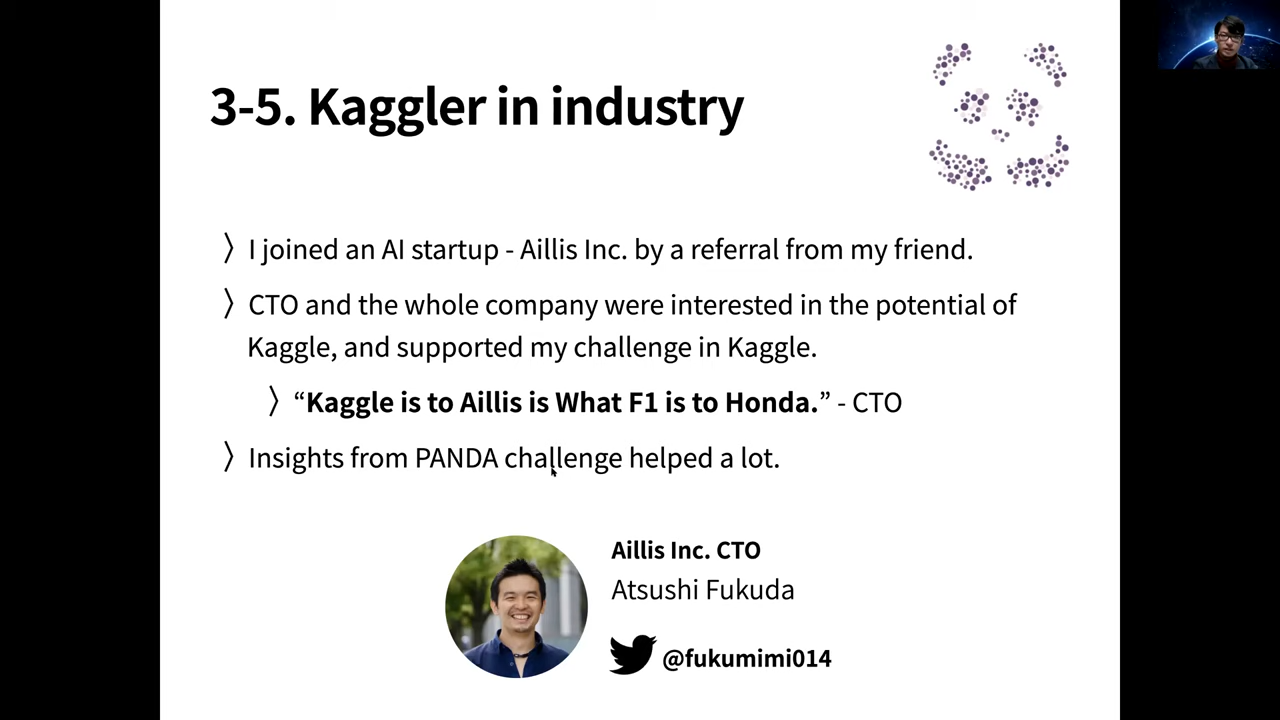 3-5. Kaggler in industry
〉I joined an AI startup - Aillis Inc. by a referral from my friend.
〉CTO and the whole company were interested in the potential of
Kaggle, and supported my challenge in Kaggle.
〉“Kaggle is to Aillis is What F1 is to Honda.” - CTO
〉Insights from PANDA challenge helped a lot.
Aillis Inc. CTO
Atsushi Fukuda
@fukumimi014